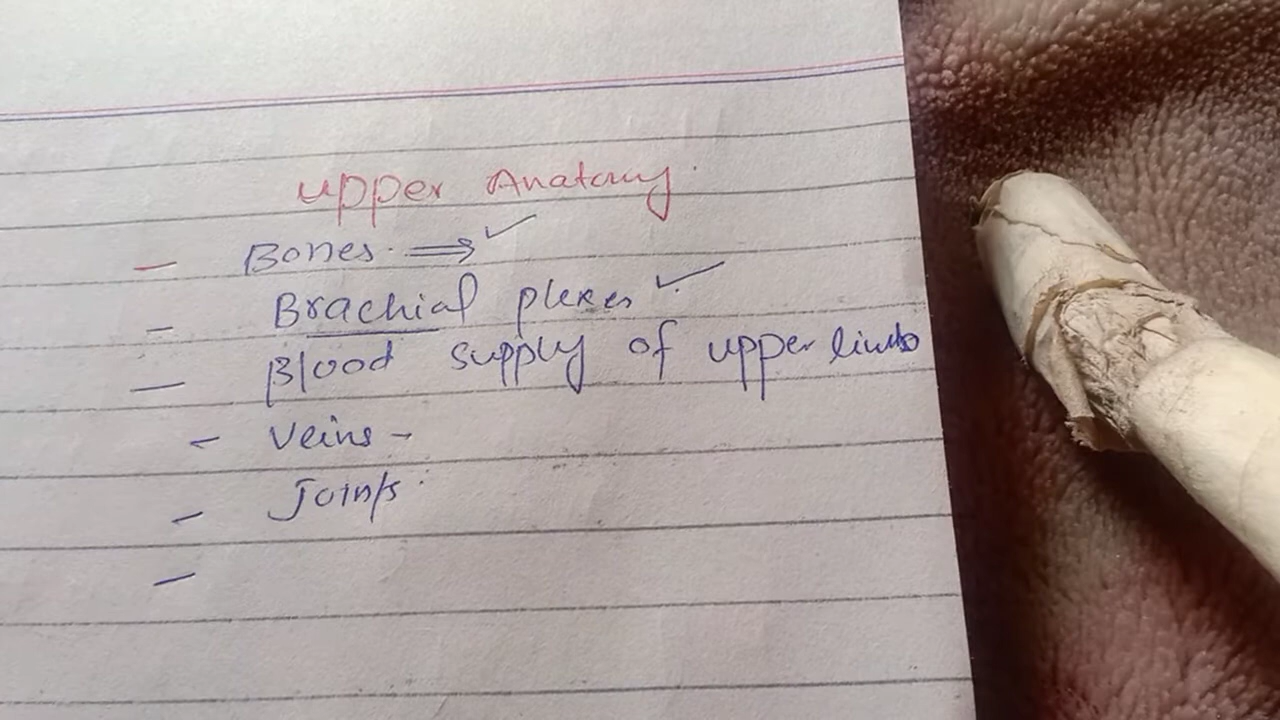 upper Anatomy.
- Bones. ⇒ ✓
- Brachial plexes ✓
- Blood supply of upper limb
- Veins -
- Joints.
-